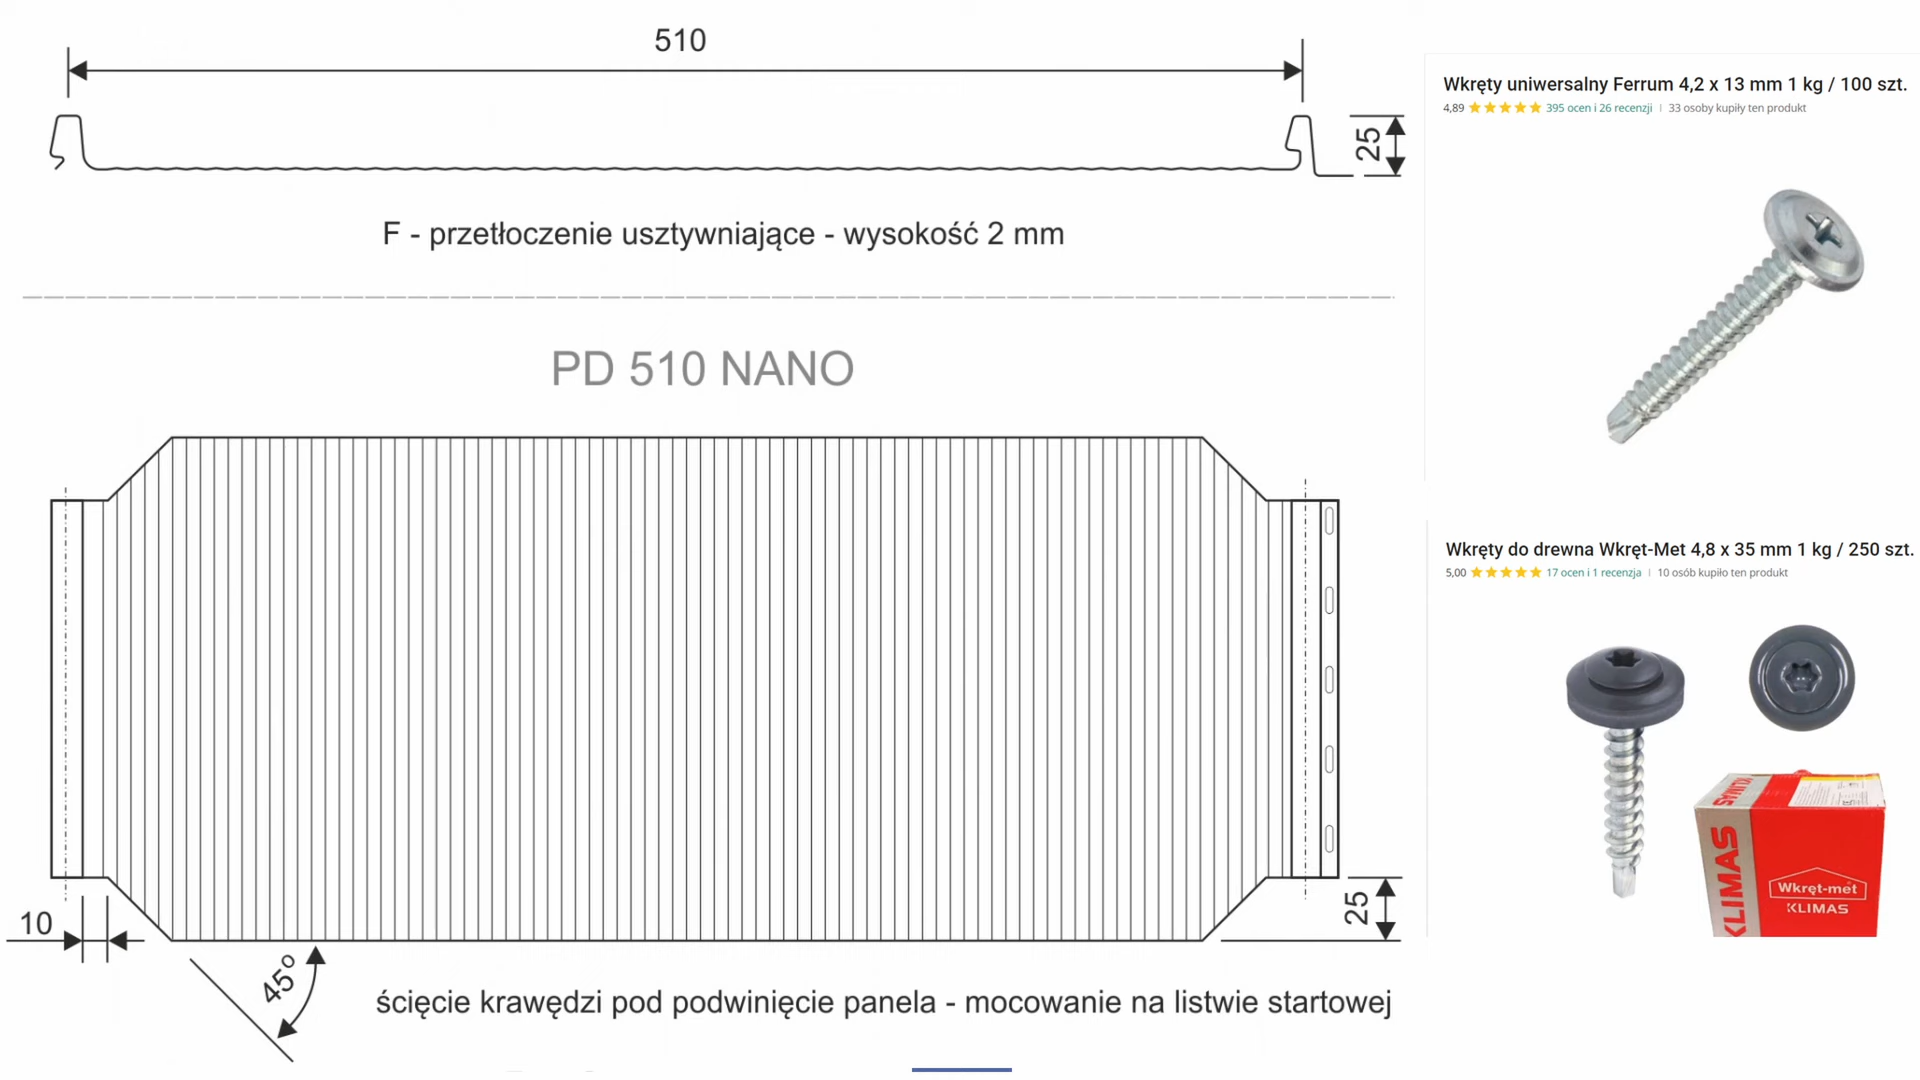 510
25
F - przetłoczenie usztywniające - wysokość 2 mm
PD 510 NANO
10
45°
25
ścięcie krawędzi pod podwinięcie panela - mocowanie na listwie startowej
Wkręty uniwersalny Ferrum 4,2 x 13 mm 1 kg / 100 szt.
4,89 395 ocen i 26 recenzji | 33 osoby kupiły ten produkt
Wkręty do drewna Wkręt-Met 4,8 x 35 mm 1 kg / 250 szt.
5,00 17 ocen i 1 recenzja | 10 osób kupiło ten produkt
KLIMAS
KLIMAS
Wkręt-met
KLIMAS